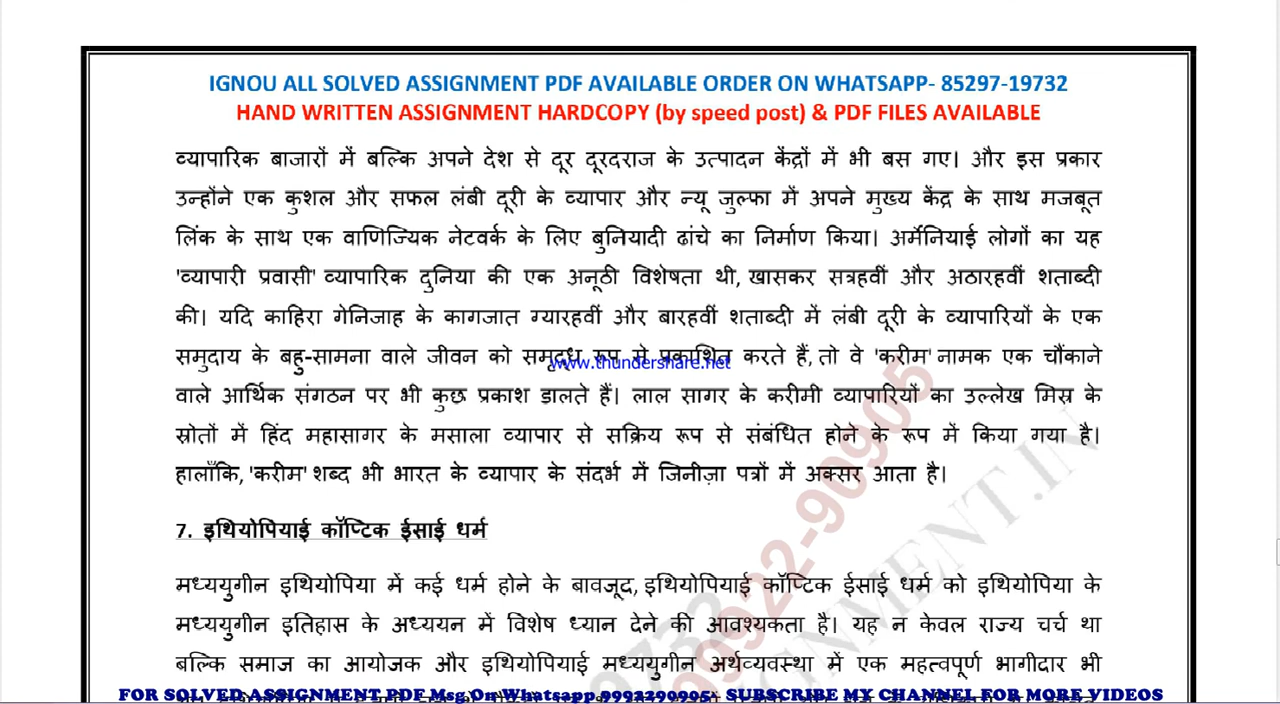 IGNOU ALL SOLVED ASSIGNMENT PDF AVAILABLE ORDER ON WHATSAPP- 85297-19732
HAND WRITTEN ASSIGNMENT HARDCOPY (by speed post) & PDF FILES AVAILABLE
व्यापारिक बाजारों में बल्कि अपने देश से दूर दूरदराज के उत्पादन केंद्रों में भी बस गए। और इस प्रकार
उन्होंने एक कुशल और सफल लंबी दूरी के व्यापार और न्यू जुल्फा में अपने मुख्य केंद्र के साथ मजबूत
लिंक के साथ एक वाणिज्यिक नेटवर्क के लिए बुनियादी ढांचे का निर्माण किया। अर्मेनियाई लोगों का यह
'व्यापारी प्रवासी' व्यापारिक दुनिया की एक अनूठी विशेषता थी, खासकर सत्रहवीं और अठारहवीं शताब्दी
की। यदि काहिरा गेनिजाह के कागजात ग्यारहवीं और बारहवीं शताब्दी में लंबी दूरी के व्यापारियों के एक
समुदाय के बहु-सामना वाले जीवन को समृद्ध रूप से प्रकाशित करते हैं, तो वे 'करीम' नामक एक चौंकाने
www.thundershare.net
वाले आर्थिक संगठन पर भी कुछ प्रकाश डालते हैं। लाल सागर के करीमी व्यापारियों का उल्लेख मिस्र के
स्रोतों में हिंद महासागर के मसाला व्यापार से सक्रिय रूप से संबंधित होने के रूप में किया गया है।
हालाँकि, 'करीम' शब्द भी भारत के व्यापार के संदर्भ में जिनीज़ा पत्रों में अक्सर आता है।
7. इथियोपियाई कॉप्टिक ईसाई धर्म
मध्ययुगीन इथियोपिया में कई धर्म होने के बावजूद, इथियोपियाई कॉप्टिक ईसाई धर्म को इथियोपिया के
मध्ययुगीन इतिहास के अध्ययन में विशेष ध्यान देने की आवश्यकता है। यह न केवल राज्य चर्च था
बल्कि समाज का आयोजक और इथियोपियाई मध्ययुगीन अर्थव्यवस्था में एक महत्वपूर्ण भागीदार भी
FOR SOLVED ASSIGNMENT PDF Msg On Whatsapp 9992290905: SUBSCRIBE MY CHANNEL FOR MORE VIDEOS